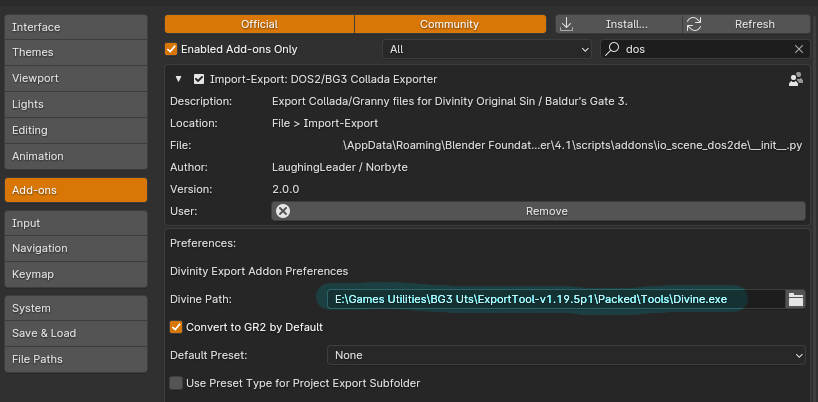 Interface
Themes
Viewport
Lights
Editing
Animation
Add-ons
Input
Navigation
Keymap
System
Save & Load
File Paths
Official Community Install... Refresh
Enabled Add-ons Only All dos
Import-Export: DOS2/BG3 Collada Exporter
Description: Export Collada/Granny files for Divinity Original Sin / Baldur's Gate 3.
Location: File > Import-Export
File: \AppData\Roaming\Blender Foundat...er\4.1\scripts\addons\io_scene_dos2de\__init__.py
Author: LaughingLeader / Norbyte
Version: 2.0.0
User: Remove
Preferences:
Divinity Export Addon Preferences
Divine Path: E:\Games Utilities\BG3 Uts\ExportTool-v1.19.5p1\Packed\Tools\Divine.exe
Convert to GR2 by Default
Default Preset: None
Use Preset Type for Project Export Subfolder